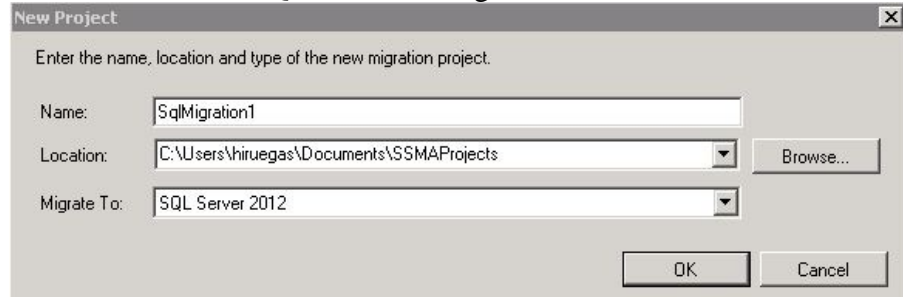 New Project
Enter the name, location and type of the new migration project.
Name: SqlMigration1
Location: C:\Users\hiruegas\Documents\SSMAProjects Browse...
Migrate To: SQL Server 2012
OK Cancel